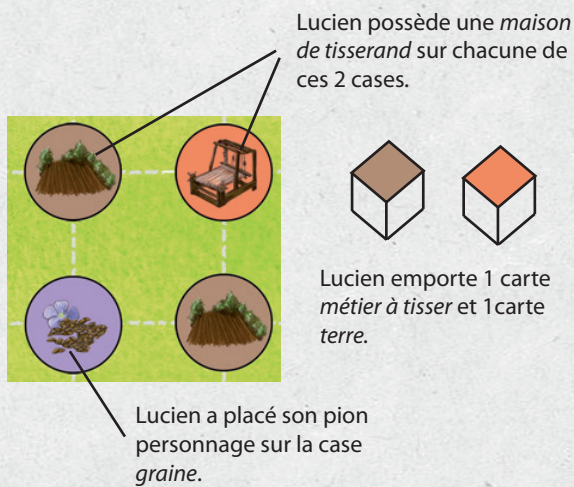 Lucien possède une maison
de tisserand sur chacune de
ces 2 cases.
Lucien emporte 1 carte
métier à tisser et 1carte
terre.
Lucien a placé son pion
personnage sur la case
graine.